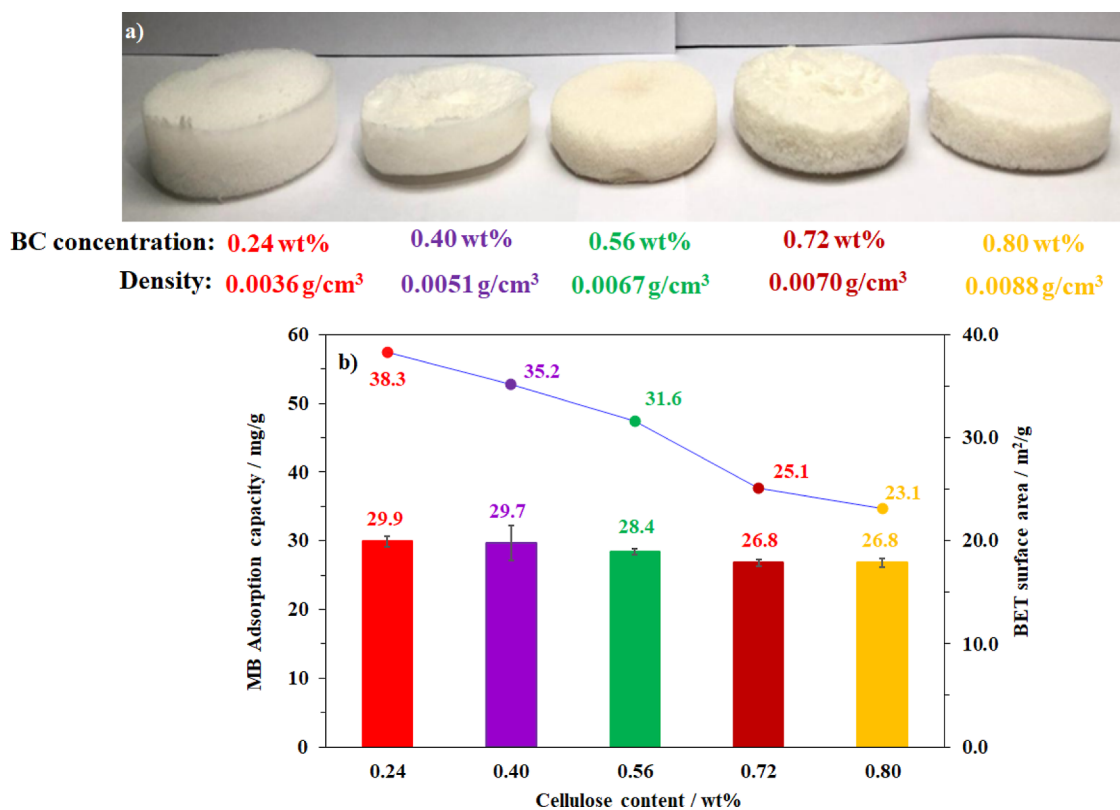 a)
BC concentration: 0.24 wt% 0.40 wt% 0.56 wt% 0.72 wt% 0.80 wt%
Density: 0.0036 g/cm³ 0.0051 g/cm³ 0.0067 g/cm³ 0.0070 g/cm³ 0.0088 g/cm³
b)
MB Adsorption capacity / mg/g
60
50
40
30
20
10
0
38.3
35.2
31.6
25.1
23.1
29.9
29.7
28.4
26.8
26.8
40.0
30.0
20.0
10.0
0.0
BET surface area / m²/g
0.24 0.40 0.56 0.72 0.80
Cellulose content / wt%